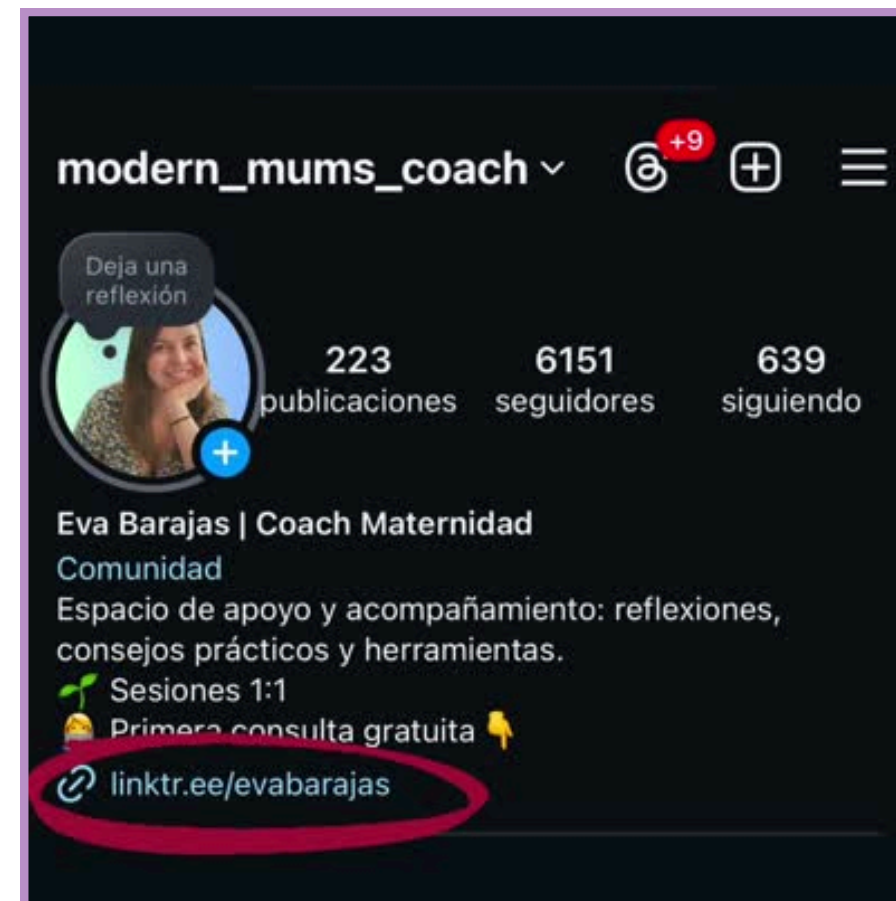 modern_mums_coach
+9
Deja una
reflexión
223 6151 639
publicaciones seguidores siguiendo
Eva Barajas | Coach Maternidad
Comunidad
Espacio de apoyo y acompañamiento: reflexiones,
consejos prácticos y herramientas.
🌱 Sesiones 1:1
Primera consulta gratuita 👇
linktr.ee/evabarajas